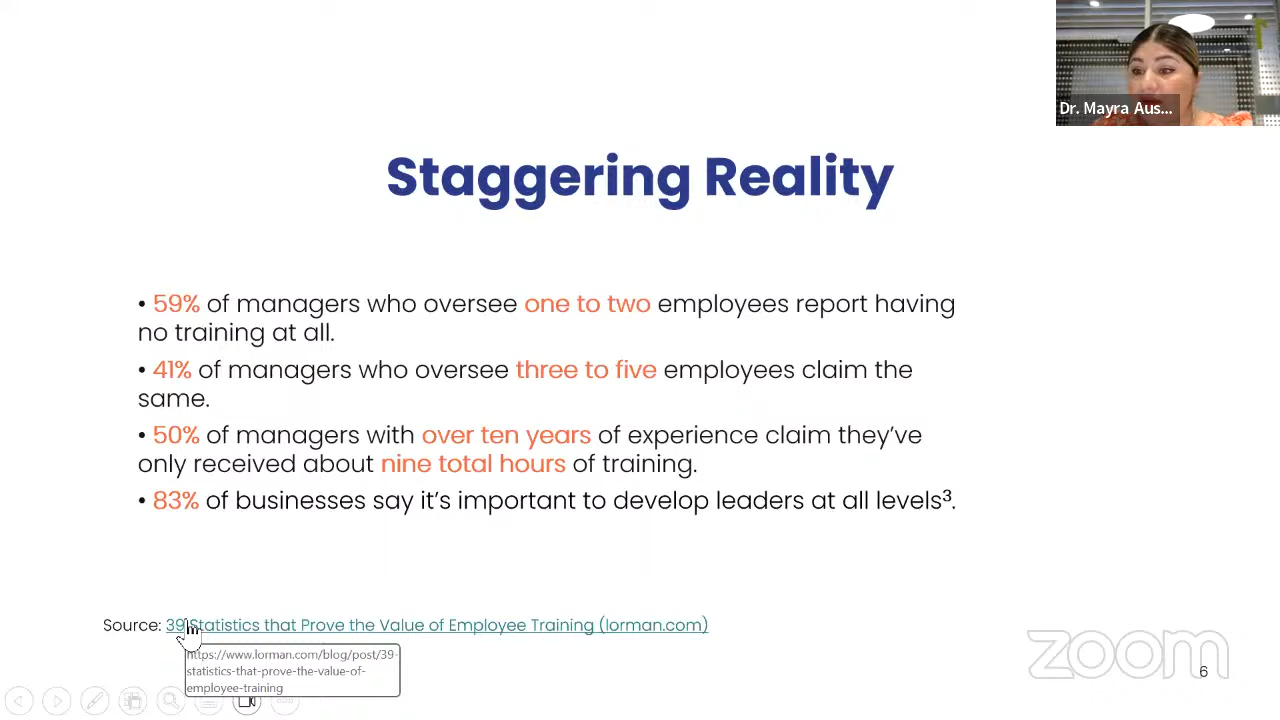 Dr. Mayra Aus...
Staggering Reality
• 59% of managers who oversee one to two employees report having
no training at all.
• 41% of managers who oversee three to five employees claim the
same.
• 50% of managers with over ten years of experience claim they’ve
only received about nine total hours of training.
• 83% of businesses say it’s important to develop leaders at all levels³.
Source: 39 Statistics that Prove the Value of Employee Training (lorman.com)
https://www.lorman.com/blog/post/39-
statistics-that-prove-the-value-of-
employee-training
zoom
6